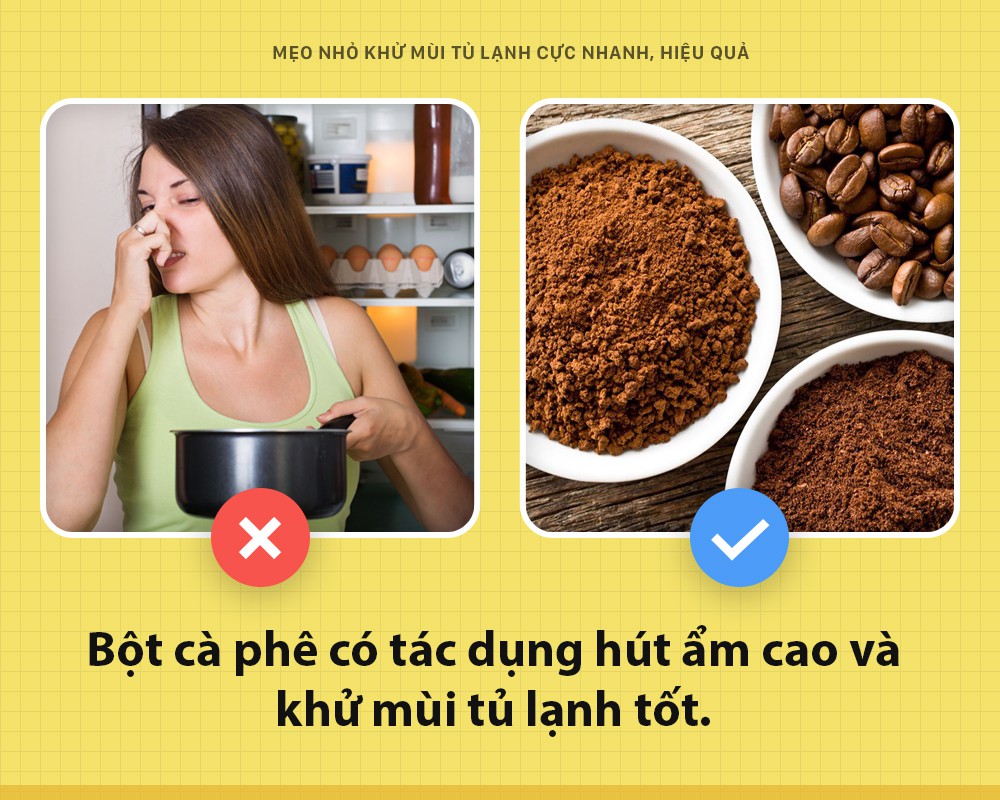 MẸO NHỎ KHỬ MÙI TỦ LẠNH CỰC NHANH, HIỆU QUẢ
Bột cà phê có tác dụng hút ẩm cao và
khử mùi tủ lạnh tốt.